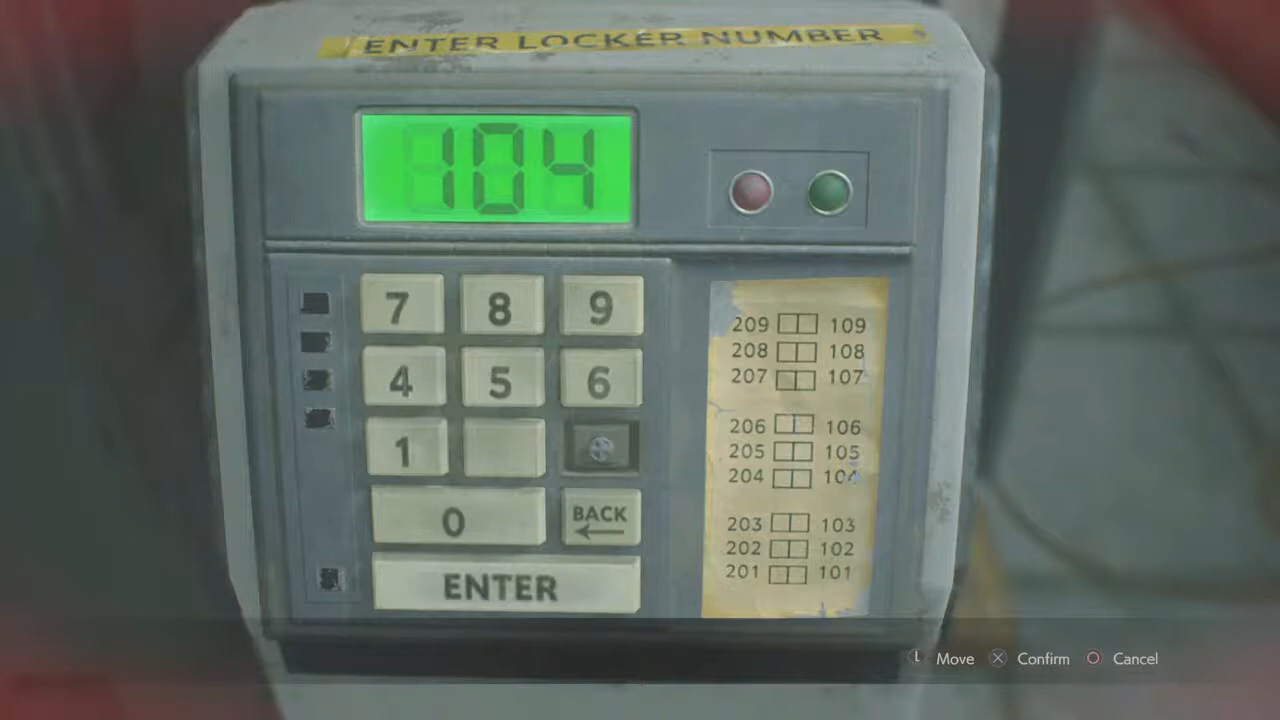 ENTER LOCKER NUMBER
104
7 8 9
4 5 6
1
0 BACK
ENTER
209 109
208 108
207 107
206 106
205 105
204 104
203 103
202 102
201 101
L Move Confirm Cancel